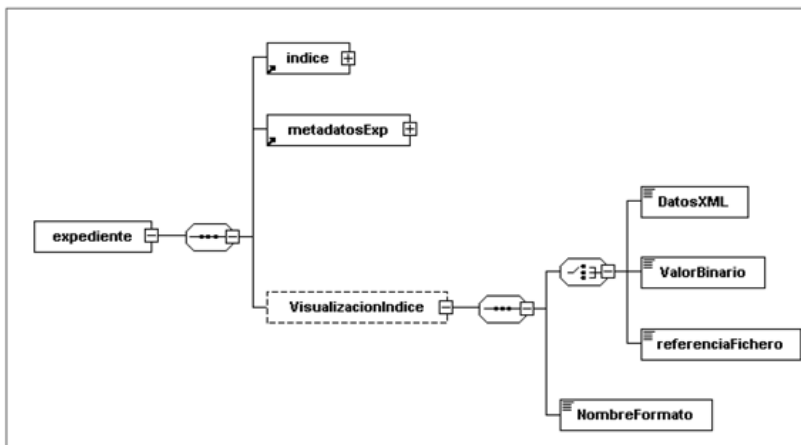 indice
metadatosExp
DatosXML
expediente
ValorBinario
VisualizacionIndice
referenciaFichero
NombreFormato